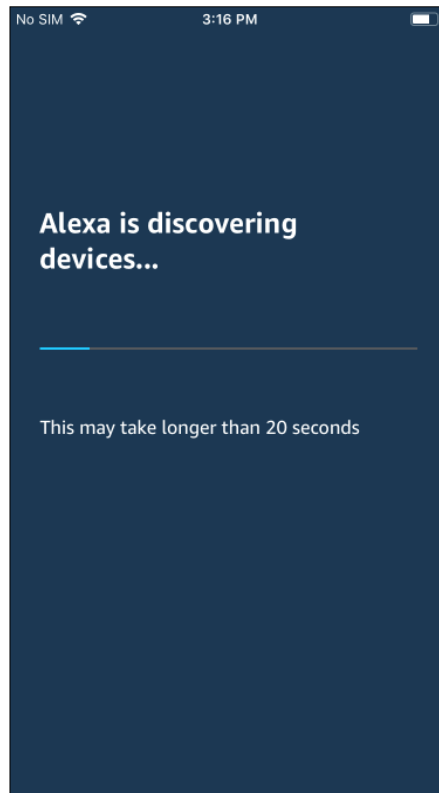 No SIM 3:16 PM
Alexa is discovering
devices...
This may take longer than 20 seconds